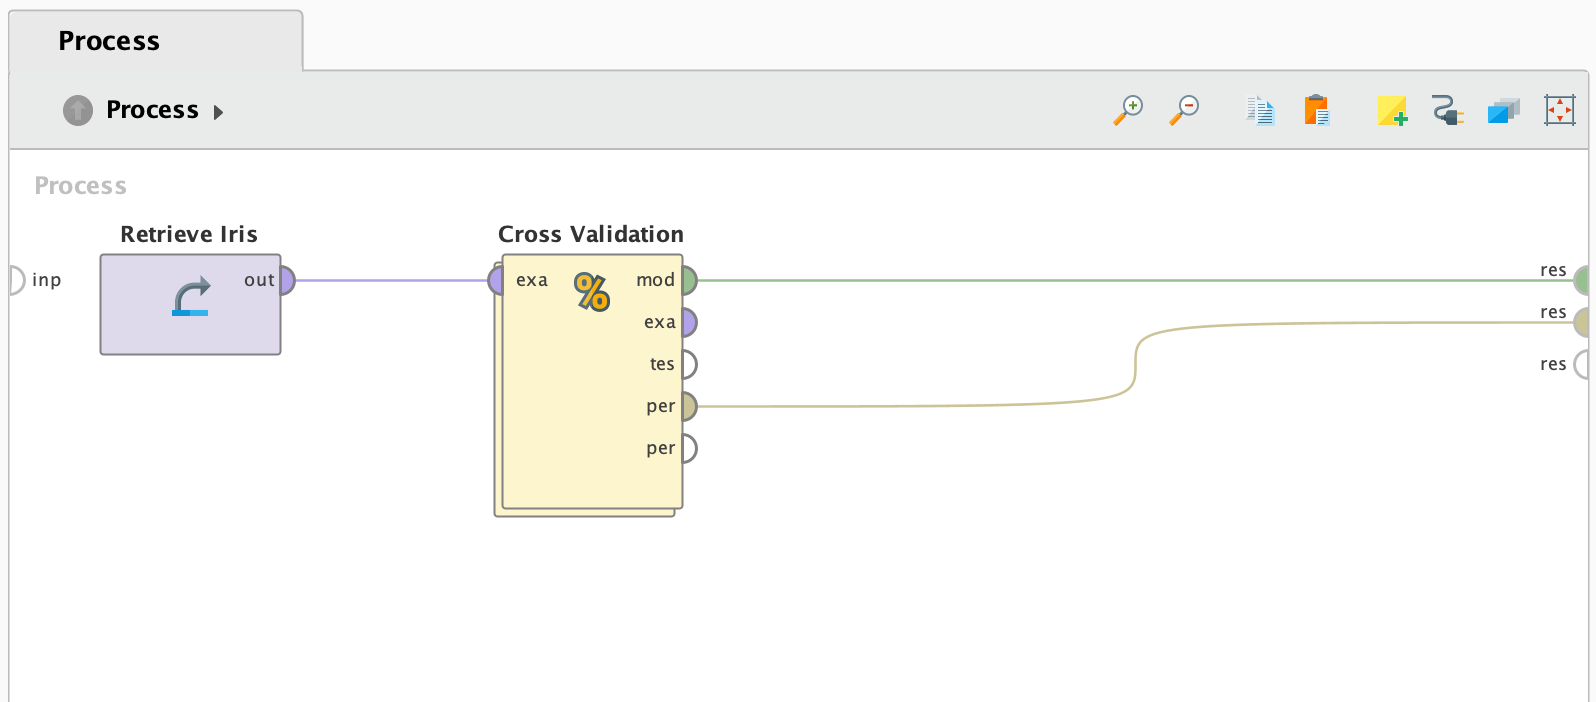 Process
Process
Process
Retrieve Iris
Cross Validation
inp
out
exa
%
mod
exa
tes
per
per
res
res
res